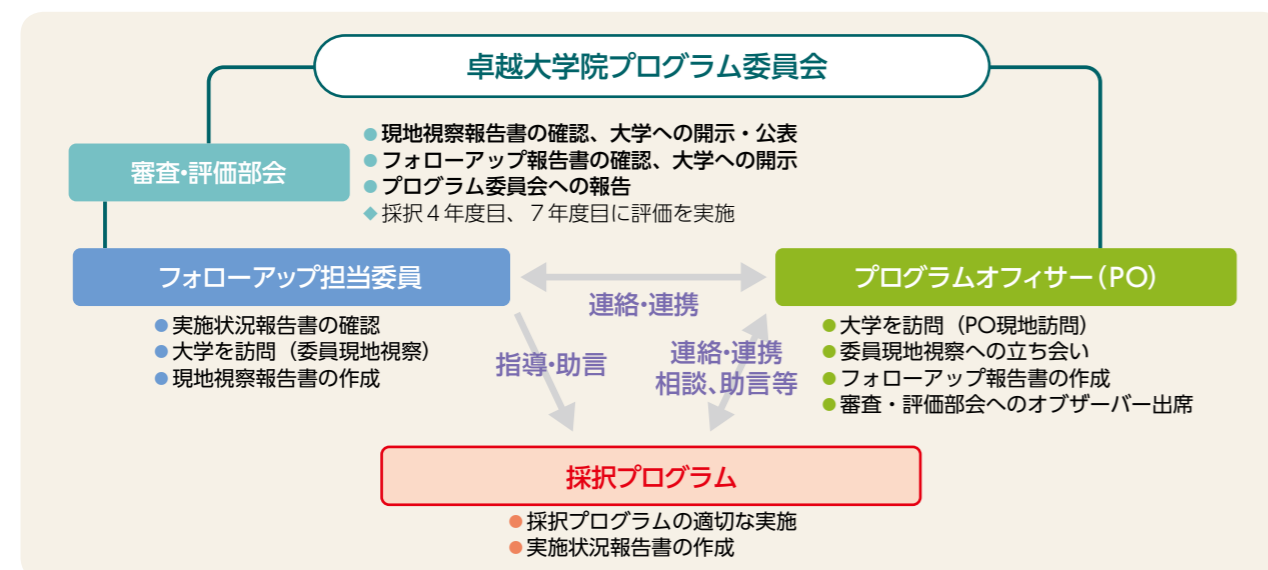 卓越大学院プログラム委員会
審査・評価部会
●現地視察報告書の確認、大学への開示・公表
●フォローアップ報告書の確認、大学への開示
●プログラム委員会への報告
◆採択4年度目、7年度目に評価を実施
フォローアップ担当委員
●実施状況報告書の確認
●大学を訪問（委員現地視察）
●現地視察報告書の作成
連絡・連携
プログラムオフィサー（PO）
●大学を訪問（PO現地訪問）
●委員現地視察への立ち会い
●フォローアップ報告書の作成
●審査・評価部会へのオブザーバー出席
指導・助言
連絡・連携
相談、助言等
採択プログラム
●採択プログラムの適切な実施
●実施状況報告書の作成